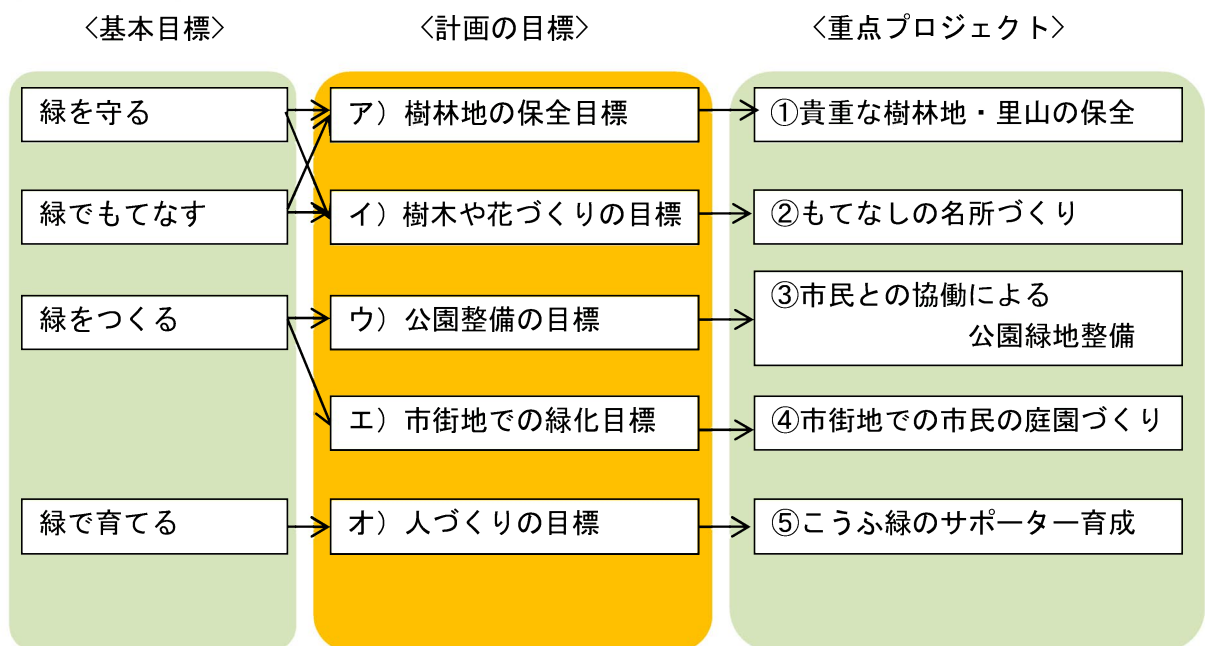 〈基本目標〉
〈計画の目標〉
〈重点プロジェクト〉
緑を守る
ア）樹林地の保全目標
①貴重な樹林地・里山の保全
緑でもてなす
イ）樹木や花づくりの目標
②もてなしの名所づくり
緑をつくる
ウ）公園整備の目標
③市民との協働による
公園緑地整備
エ）市街地での緑化目標
④市街地での市民の庭園づくり
緑で育てる
オ）人づくりの目標
⑤こうふ緑のサポーター育成